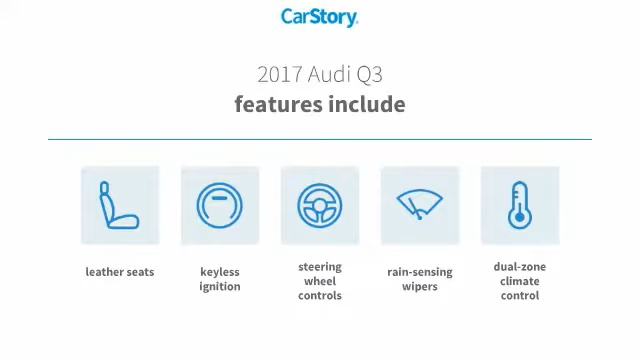 CarStory.
2017 Audi Q3
features include
leather seats
keyless
ignition
steering
wheel
controls
rain-sensing
wipers
dual-zone
climate
control